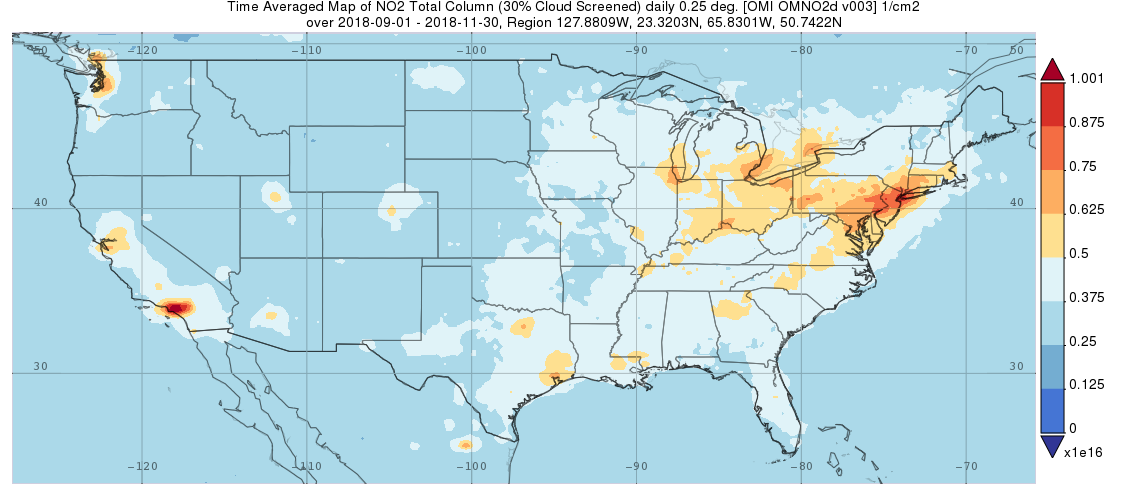 Time Averaged Map of NO2 Total Column (30% Cloud Screened) daily 0.25 deg. [OMI OMNO2d v003] 1/cm2
over 2018-09-01 - 2018-11-30, Region 127.8809W, 23.3203N, 65.8301W, 50.7422N
50 -120 -110 -100 -90 -80 -70 50
1.001
0.875
0.75
0.625
40 40
0.5
0.375
0.25
30 30
0.125
0
x1e16
-120 -110 -100 -90 -80 -70